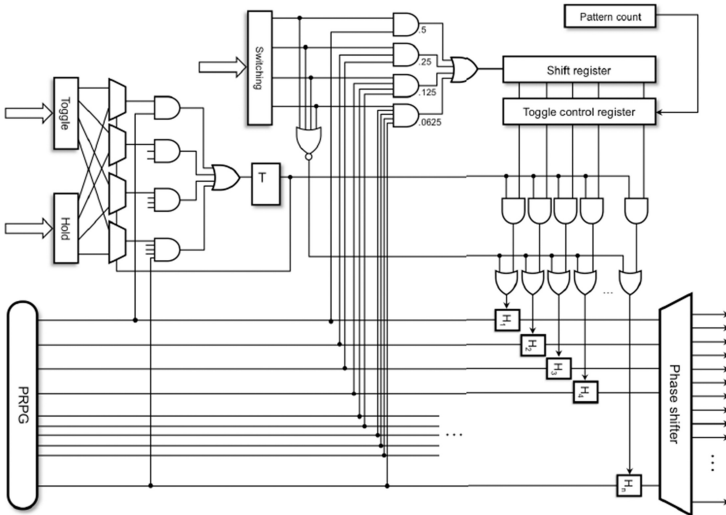 Pattern count
Switching
.5
.25
.125
.0625
Shift register
Toggle control register
Toggle
Hold
T
...
H1
H2
H3
H4
Hn
PRPG
...
Phase shifter
...